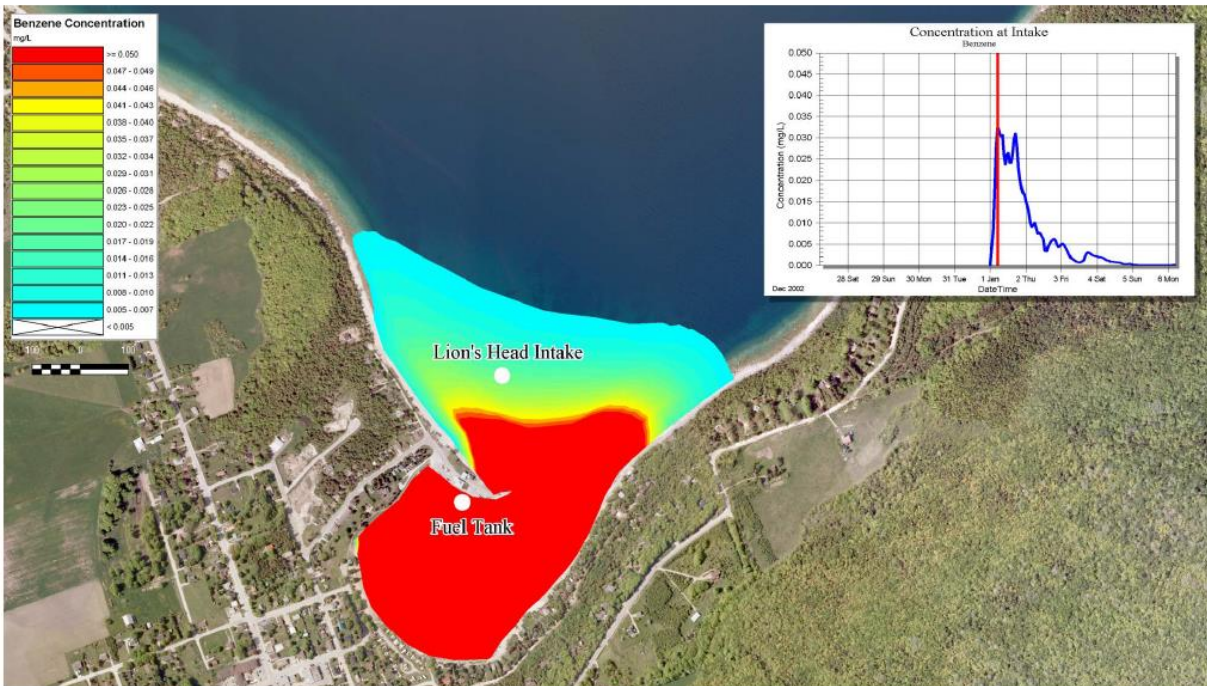 Benzene Concentration
mg/L
>= 0.050
0.047 - 0.049
0.044 - 0.046
0.041 - 0.043
0.038 - 0.040
0.035 - 0.037
0.032 - 0.034
0.029 - 0.031
0.026 - 0.028
0.023 - 0.025
0.020 - 0.022
0.017 - 0.019
0.014 - 0.016
0.011 - 0.013
0.008 - 0.010
0.005 - 0.007
< 0.005
100 0 100
Concentration at Intake
Benzene
Concentration (mg/L)
0.050
0.045
0.040
0.035
0.030
0.025
0.020
0.015
0.010
0.005
0.000
28 Sat 29 Sun 30 Mon 31 Tue 1 Jan 2 Thu 3 Fri 4 Sat 5 Sun 6 Mon
Dec 2002
Date/Time
Lion's Head Intake
Fuel Tank